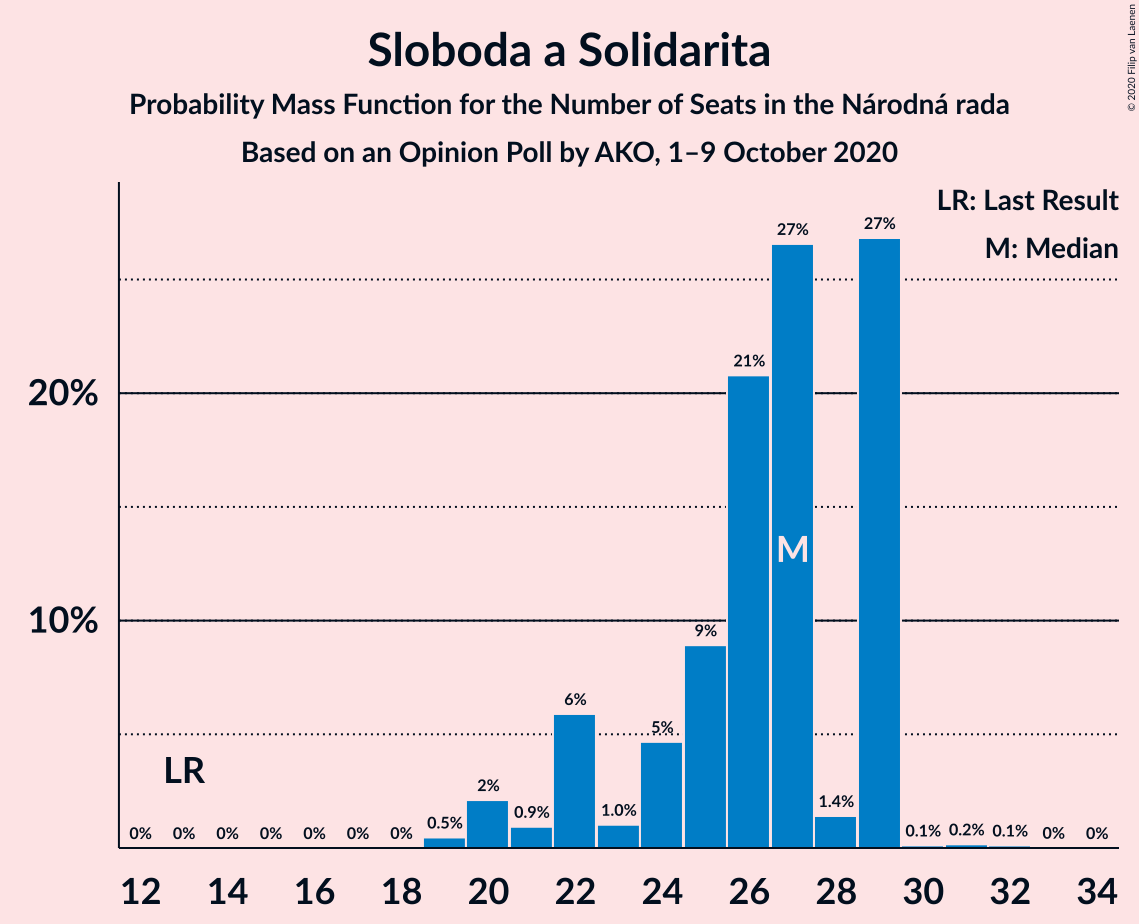 © 2020 Filip van Laenen
Sloboda a Solidarita
Probability Mass Function for the Number of Seats in the Národná rada
Based on an Opinion Poll by AKO, 1–9 October 2020
LR: Last Result
M: Median
27%
27%
21%
20%
M
10%
9%
6%
5%
LR
2%
1.4%
1.0%
0.9%
0.5%
0% 0% 0% 0% 0% 0% 0% 0.1% 0.2% 0.1% 0% 0%
12 14 16 18 20 22 24 26 28 30 32 34